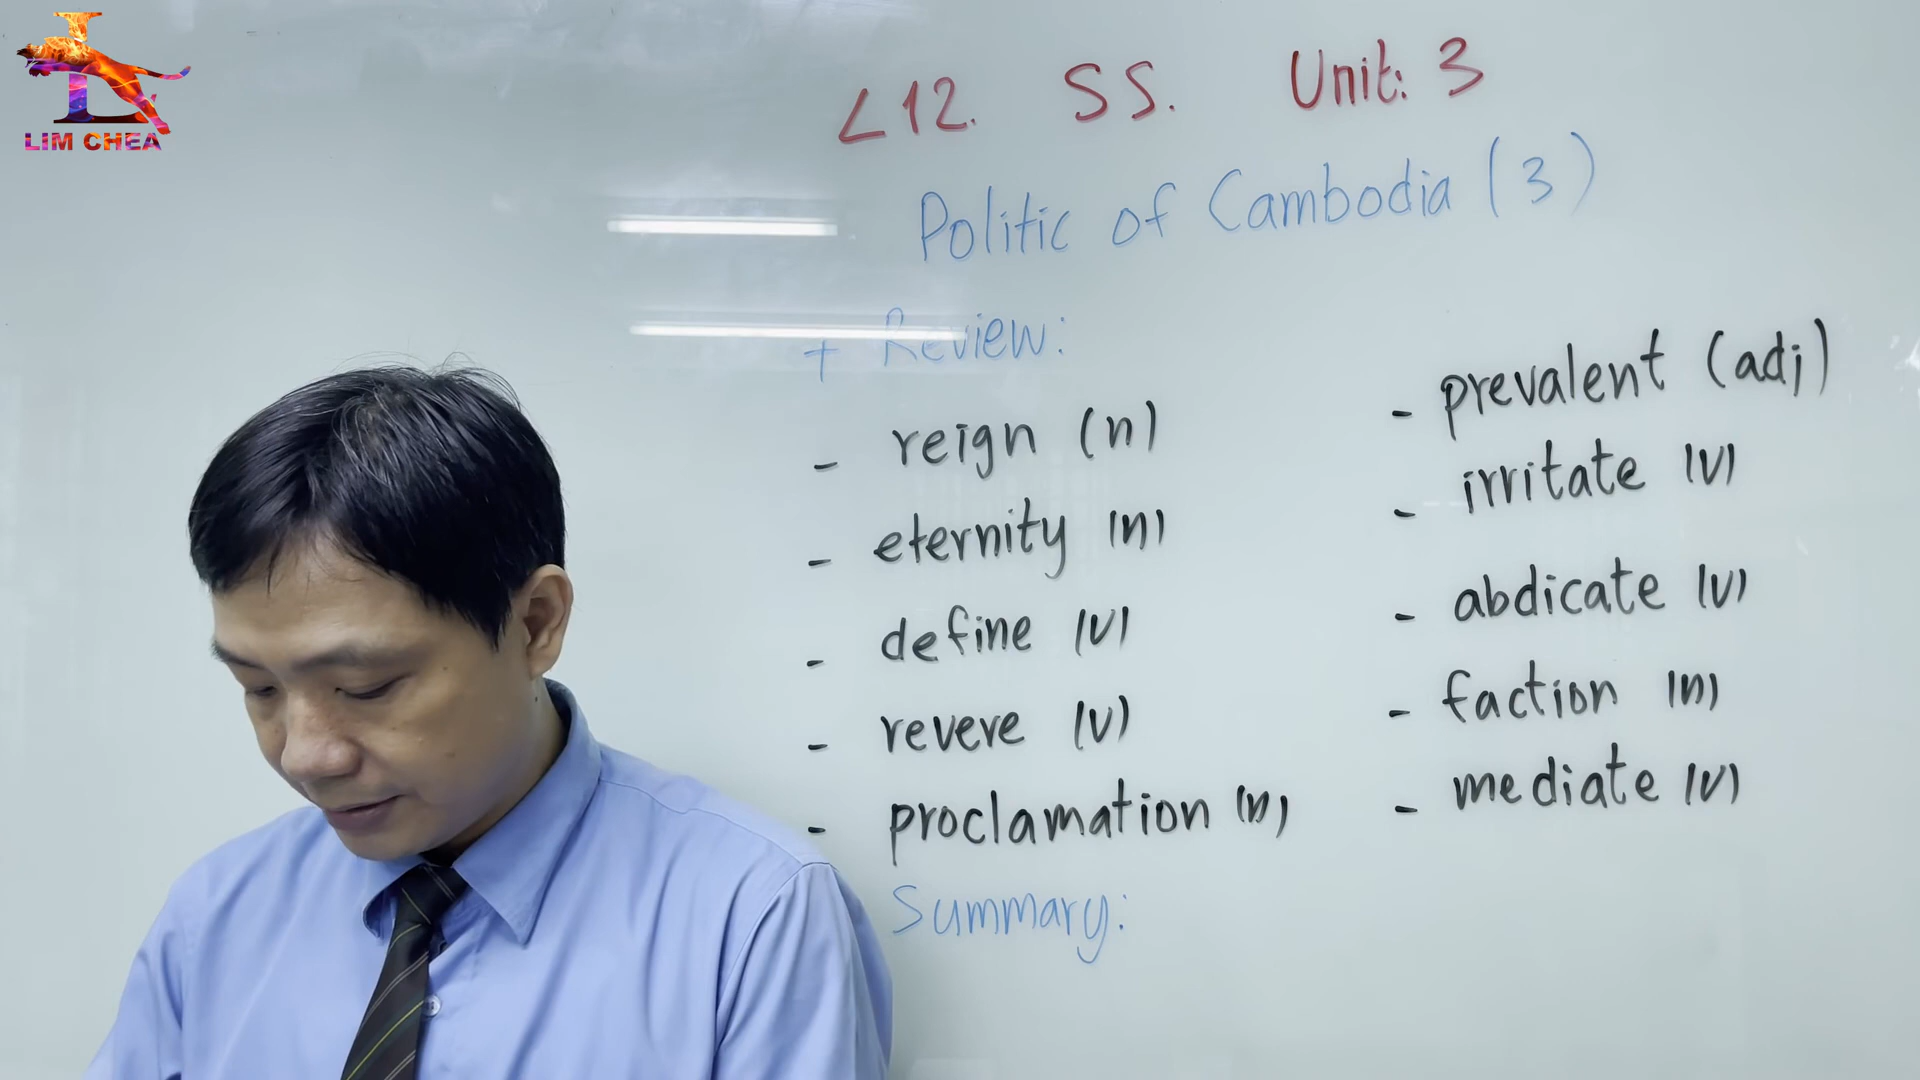 LIM CHEA
L12. SS. Unit: 3
Politic of Cambodia (3)
+ Review:
- reign (n)
- eternity (n)
- define (v)
- revere (v)
- proclamation (n)
- prevalent (adj)
- irritate (v)
- abdicate (v)
- faction (n)
- mediate (v)
Summary: